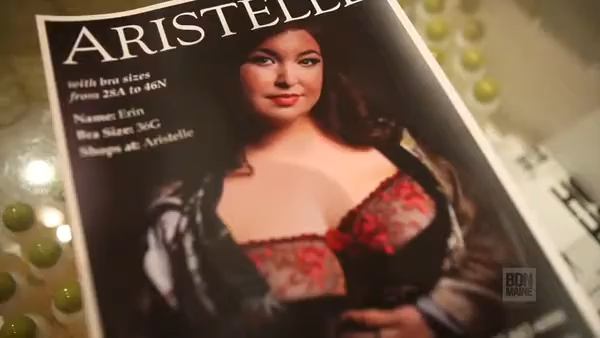 ARISTELLE
with bra sizes
from 28A to 46N
Name: Erin
Bra Size: 36G
Shops at: Aristelle
BDN
MAINE